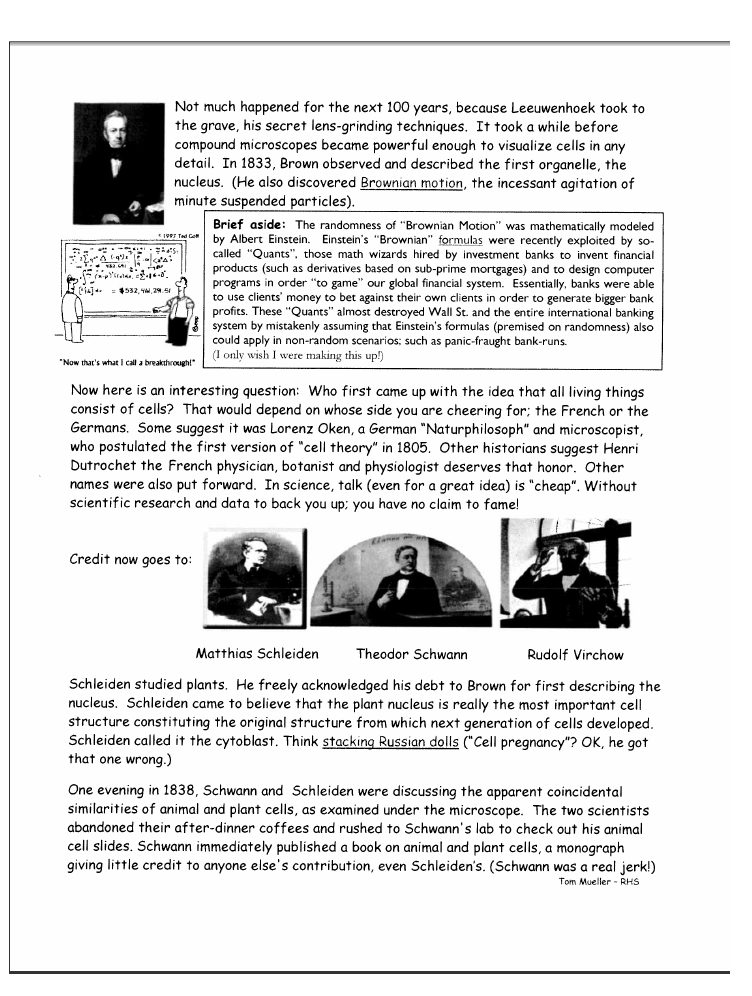 Not much happened for the next 100 years, because Leeuwenhoek took to
the grave, his secret lens-grinding techniques. It took a while before
compound microscopes became powerful enough to visualize cells in any
detail. In 1833, Brown observed and described the first organelle, the
nucleus. (He also discovered Brownian motion, the incessant agitation of
minute suspended particles).
Brief aside: The randomness of "Brownian Motion" was mathematically modeled
by Albert Einstein. Einstein's "Brownian" formulas were recently exploited by so-
called "Quants", those math wizards hired by investment banks to invent financial
products (such as derivatives based on sub-prime mortgages) and to design computer
programs in order "to game" our global financial system. Essentially, banks were able
to use clients' money to bet against their own clients in order to generate bigger bank
profits. These "Quants" almost destroyed Wall St. and the entire international banking
system by mistakenly assuming that Einstein's formulas (premised on randomness) also
could apply in non-random scenarios; such as panic-fraught bank-runs.
(I only wish I were making this up!)
© 1997 Ted Goff
"Now that's what I call a breakthrough!"
Now here is an interesting question: Who first came up with the idea that all living things
consist of cells? That would depend on whose side you are cheering for; the French or the
Germans. Some suggest it was Lorenz Oken, a German "Naturphilosoph" and microscopist,
who postulated the first version of "cell theory" in 1805. Other historians suggest Henri
Dutrochet the French physician, botanist and physiologist deserves that honor. Other
names were also put forward. In science, talk (even for a great idea) is "cheap". Without
scientific research and data to back you up; you have no claim to fame!
Credit now goes to:
Matthias Schleiden Theodor Schwann Rudolf Virchow
Schleiden studied plants. He freely acknowledged his debt to Brown for first describing the
nucleus. Schleiden came to believe that the plant nucleus is really the most important cell
structure constituting the original structure from which next generation of cells developed.
Schleiden called it the cytoblast. Think stacking Russian dolls ("Cell pregnancy"? OK, he got
that one wrong.)
One evening in 1838, Schwann and Schleiden were discussing the apparent coincidental
similarities of animal and plant cells, as examined under the microscope. The two scientists
abandoned their after-dinner coffees and rushed to Schwann's lab to check out his animal
cell slides. Schwann immediately published a book on animal and plant cells, a monograph
giving little credit to anyone else's contribution, even Schleiden's. (Schwann was a real jerk!)
Tom Mueller - RHS